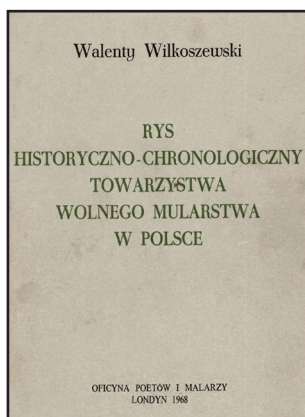 Walenty Wilkoszewski
RYS
HISTORYCZNO-CHRONOLOGICZNY
TOWARZYSTWA
WOLNEGO MULARSTWA
W POLSCE
OFICYNA POETÓW I MALARZY
LONDYN 1968